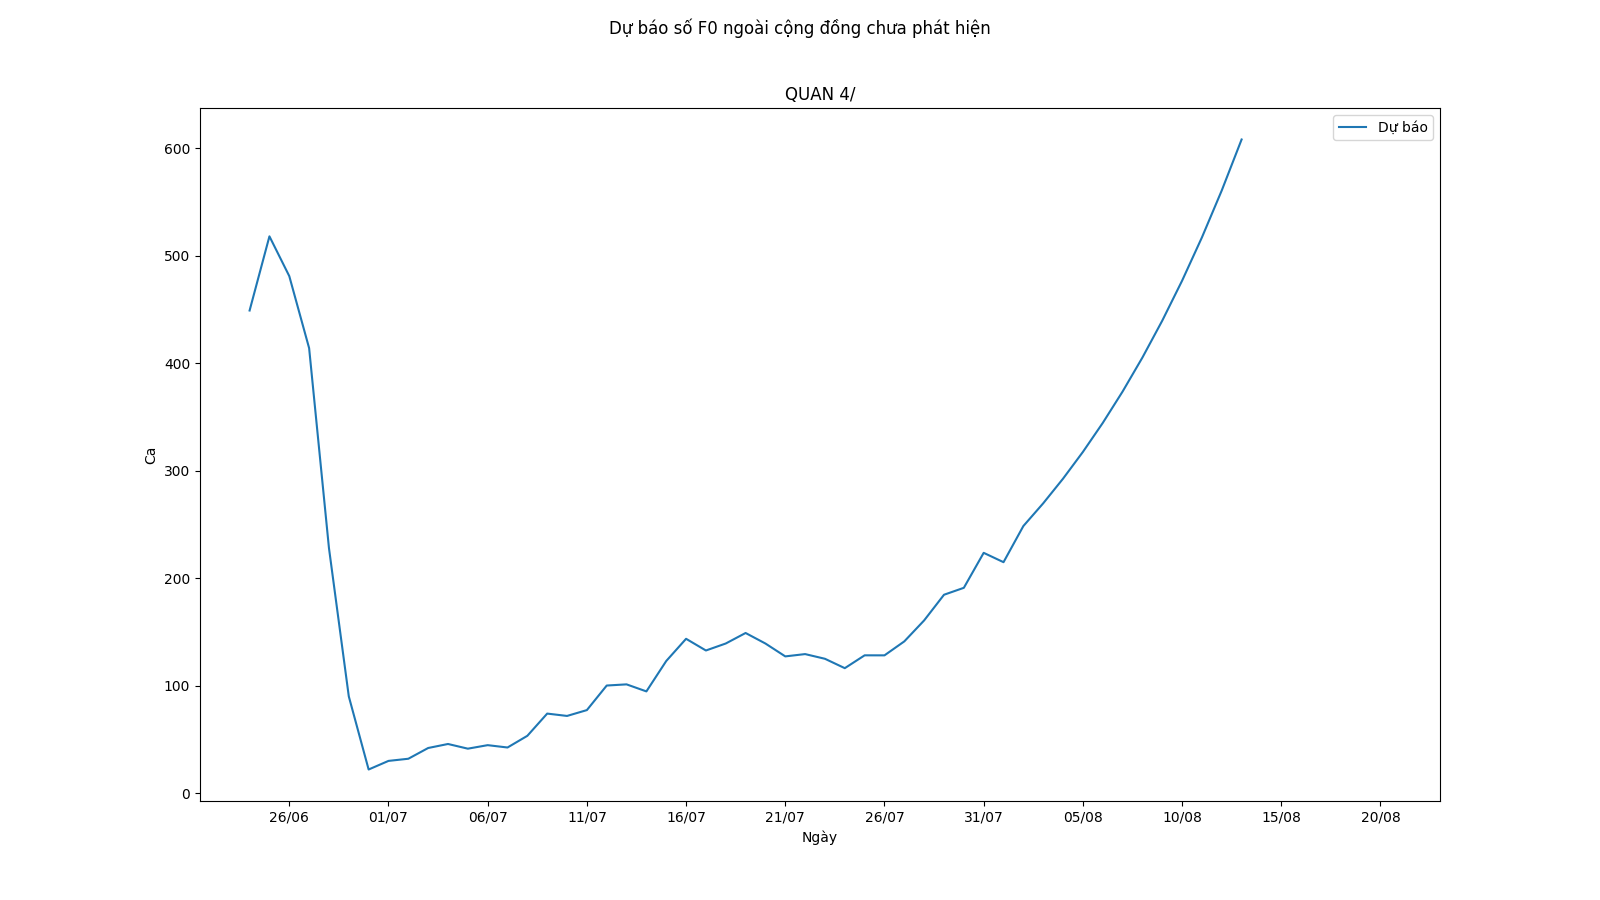 Dự báo số F0 ngoài cộng đồng chưa phát hiện
QUAN 4/
Dự báo
600
500
400
300
200
100
0
Ca
26/06 01/07 06/07 11/07 16/07 21/07 26/07 31/07 05/08 10/08 15/08 20/08
Ngày